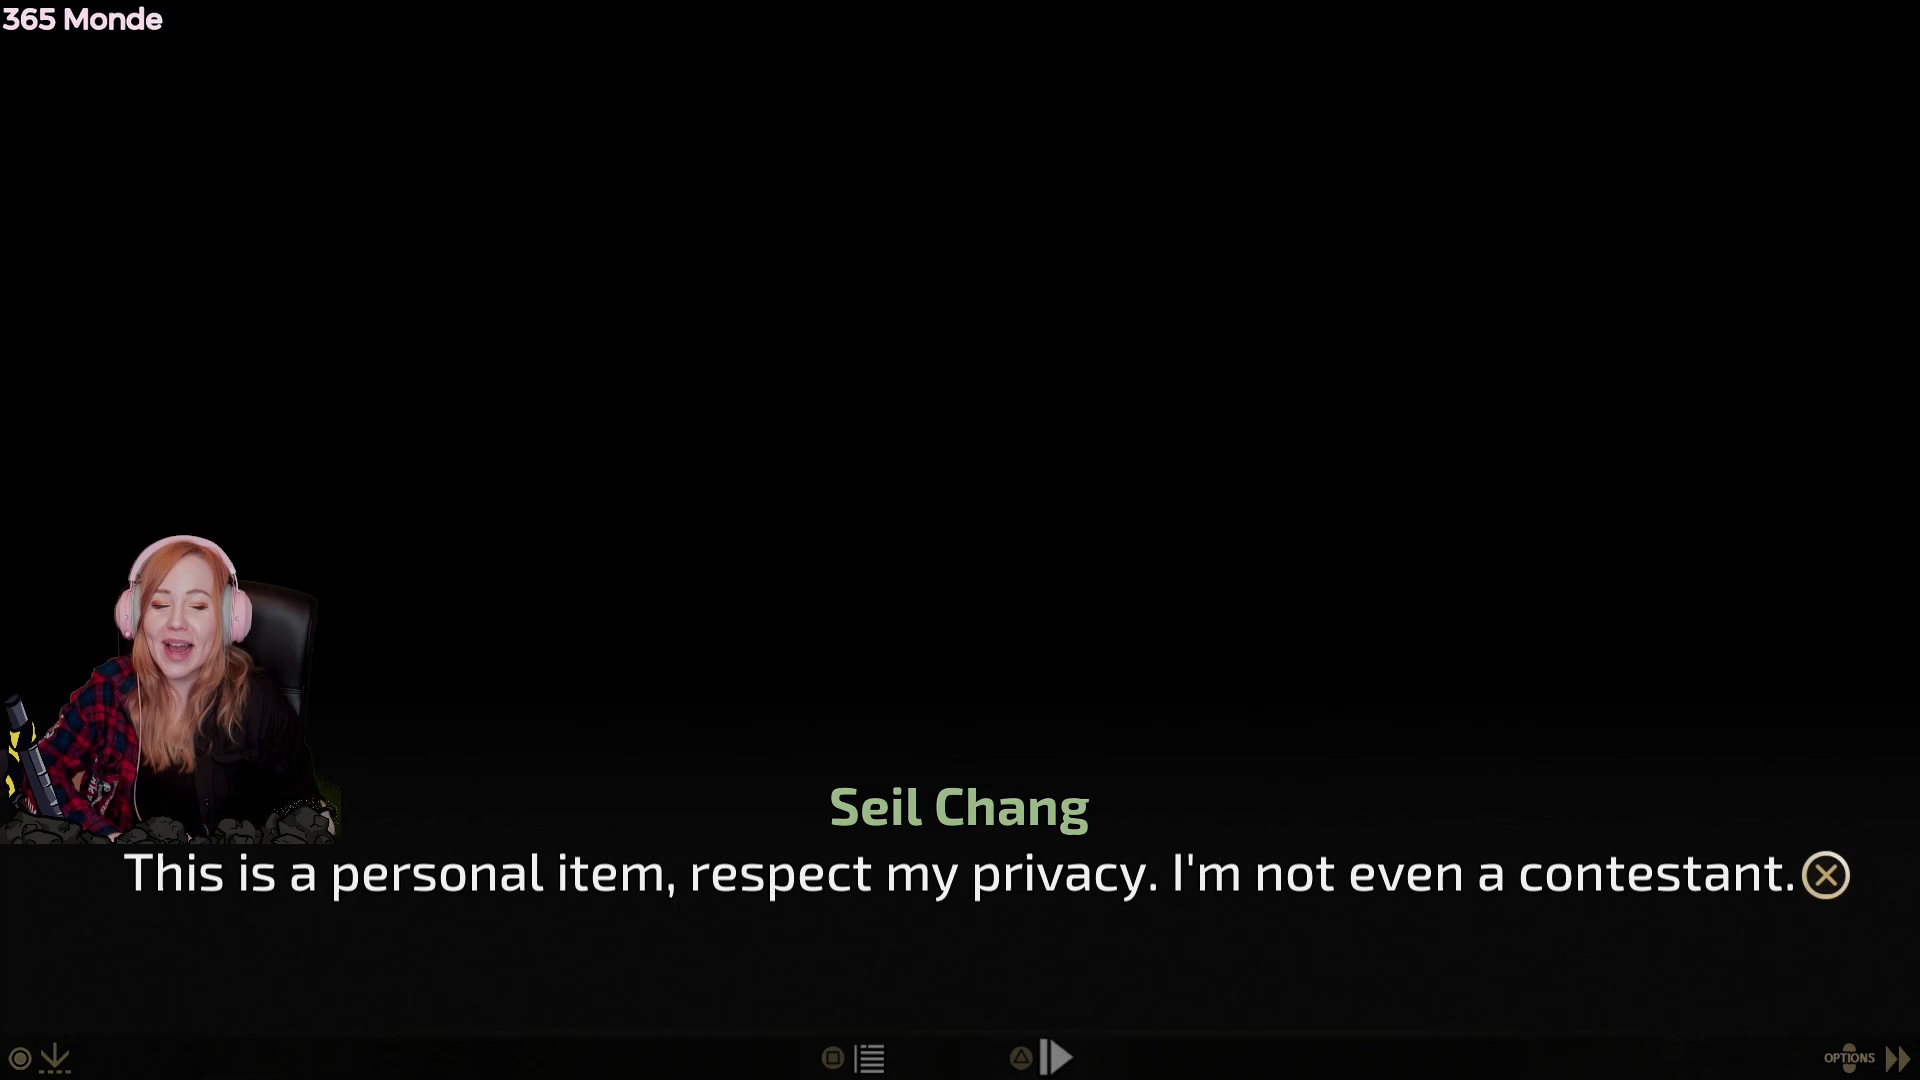 365 Monde
Seil Chang
This is a personal item, respect my privacy. I'm not even a contestant.
OPTIONS